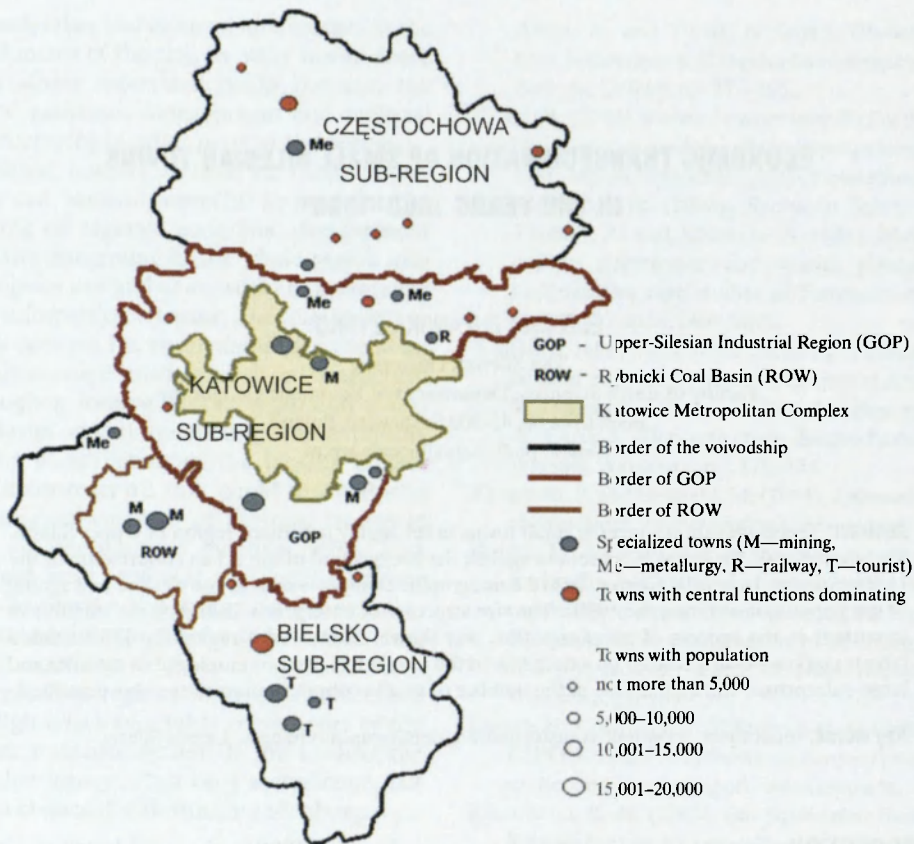 CZĘSTOCHOWA
SUB-REGION
Me
Me
Me
R
M
KATOWICE
SUB-REGION
Me
M
M
M
ROW
GOP
BIELSKO
SUB-REGION
T
T
T
GOP - Upper-Silesian Industrial Region (GOP)
ROW - Rybnicki Coal Basin (ROW)
Katowice Metropolitan Complex
Border of the voivodship
Border of GOP
Border of ROW
Specialized towns (M—mining,
Me—metallurgy, R—railway, T—tourist)
Towns with central functions dominating
Towns with population
not more than 5,000
5,000–10,000
10,001–15,000
15,001–20,000